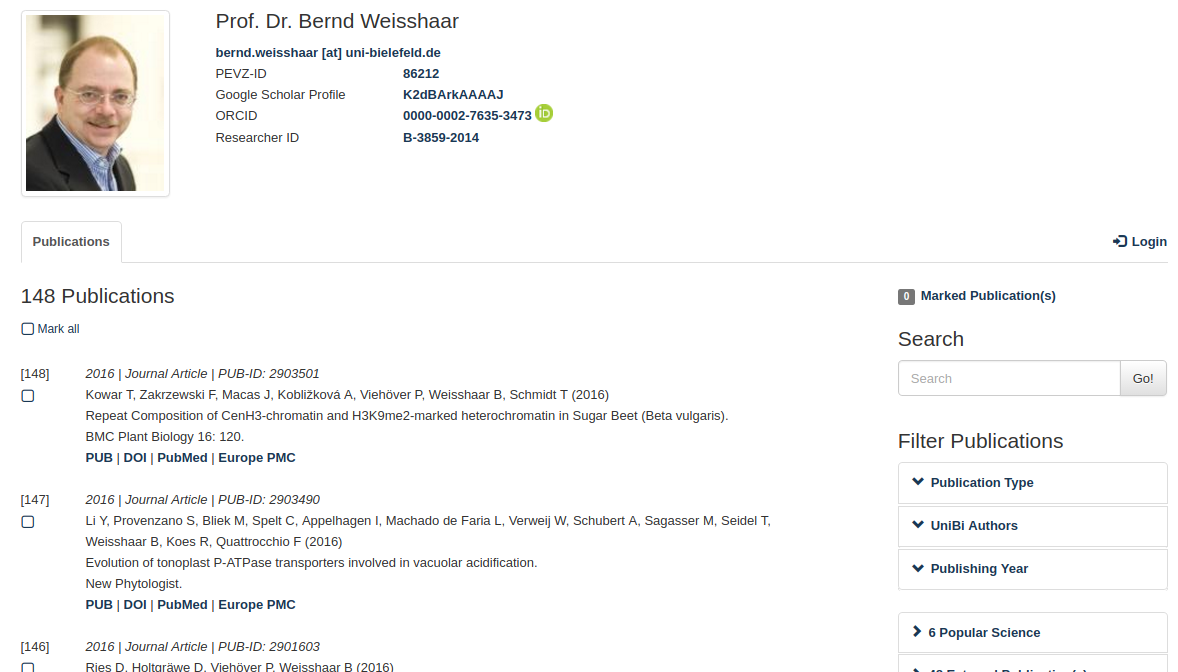 Prof. Dr. Bernd Weisshaar
bernd.weisshaar [at] uni-bielefeld.de
PEVZ-ID 86212
Google Scholar Profile K2dBArkAAAAJ
ORCID 0000-0002-7635-3473 iD
Researcher ID B-3859-2014
Publications
Login
148 Publications
Mark all
[148] 2016 | Journal Article | PUB-ID: 2903501
Kowar T, Zakrzewski F, Macas J, Kobližková A, Viehöver P, Weisshaar B, Schmidt T (2016)
Repeat Composition of CenH3-chromatin and H3K9me2-marked heterochromatin in Sugar Beet (Beta vulgaris).
BMC Plant Biology 16: 120.
PUB | DOI | PubMed | Europe PMC
[147] 2016 | Journal Article | PUB-ID: 2903490
Li Y, Provenzano S, Bliek M, Spelt C, Appelhagen I, Machado de Faria L, Verweij W, Schubert A, Sagasser M, Seidel T,
Weisshaar B, Koes R, Quattrocchio F (2016)
Evolution of tonoplast P-ATPase transporters involved in vacuolar acidification.
New Phytologist.
PUB | DOI | PubMed | Europe PMC
[146] 2016 | Journal Article | PUB-ID: 2901603
Ries D, Holtgräwe D, Viehöver P, Weisshaar B (2016)
0 Marked Publication(s)
Search
Search Go!
Filter Publications
Publication Type
UniBi Authors
Publishing Year
6 Popular Science